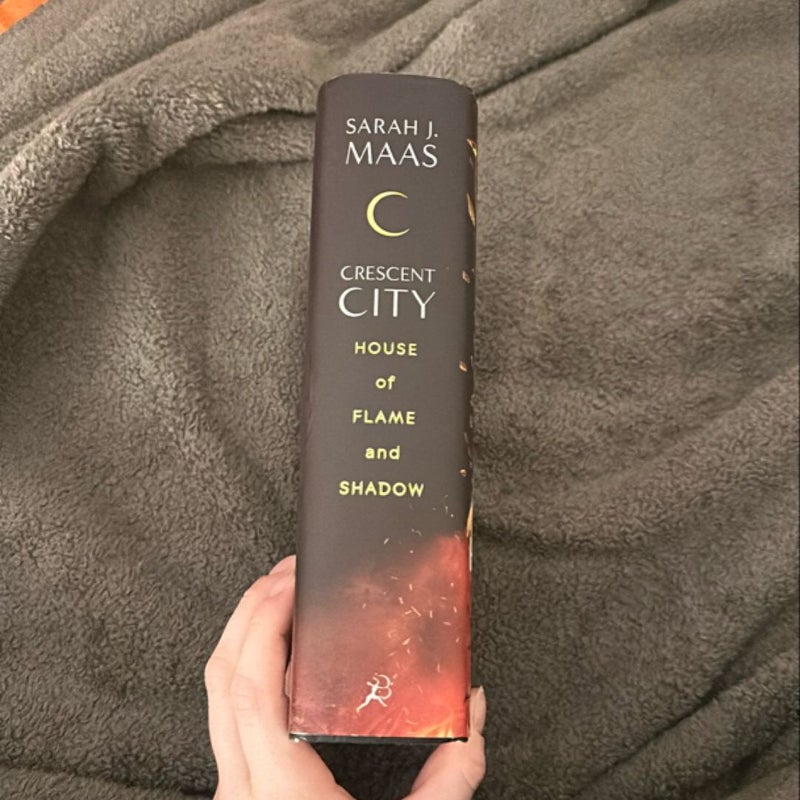 SARAH J.
MAAS
CRESCENT
CITY
HOUSE
of
FLAME
and
SHADOW